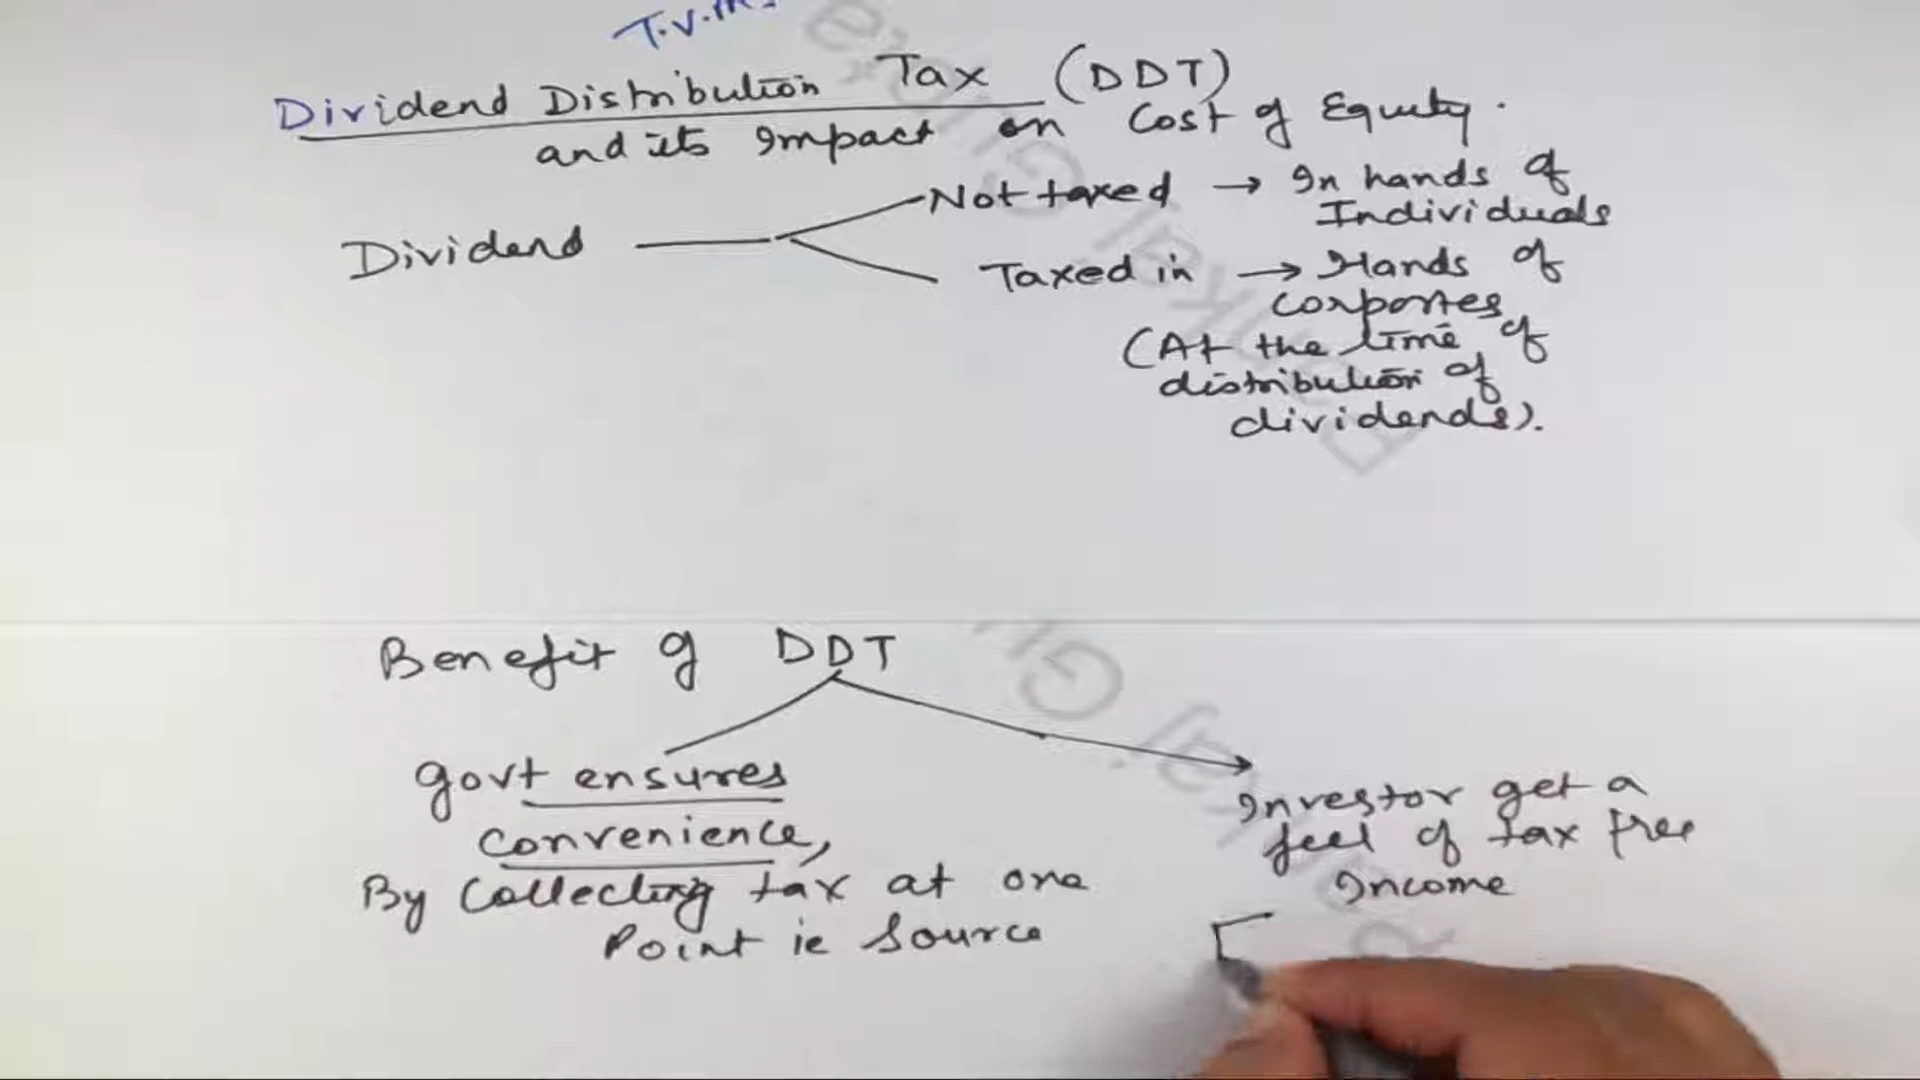 T.V.M.
Dividend Distribution Tax (DDT)
and its Impact on Cost of Equity.
Dividend
Not taxed → In hands of
Individuals
Taxed in → Hands of
corportes
(At the time of
distribution of
dividends).
Benefit of DDT
Govt ensures
convenience,
By Collecting tax at one
Point ie Source
Investor get a
feel of tax free
Income